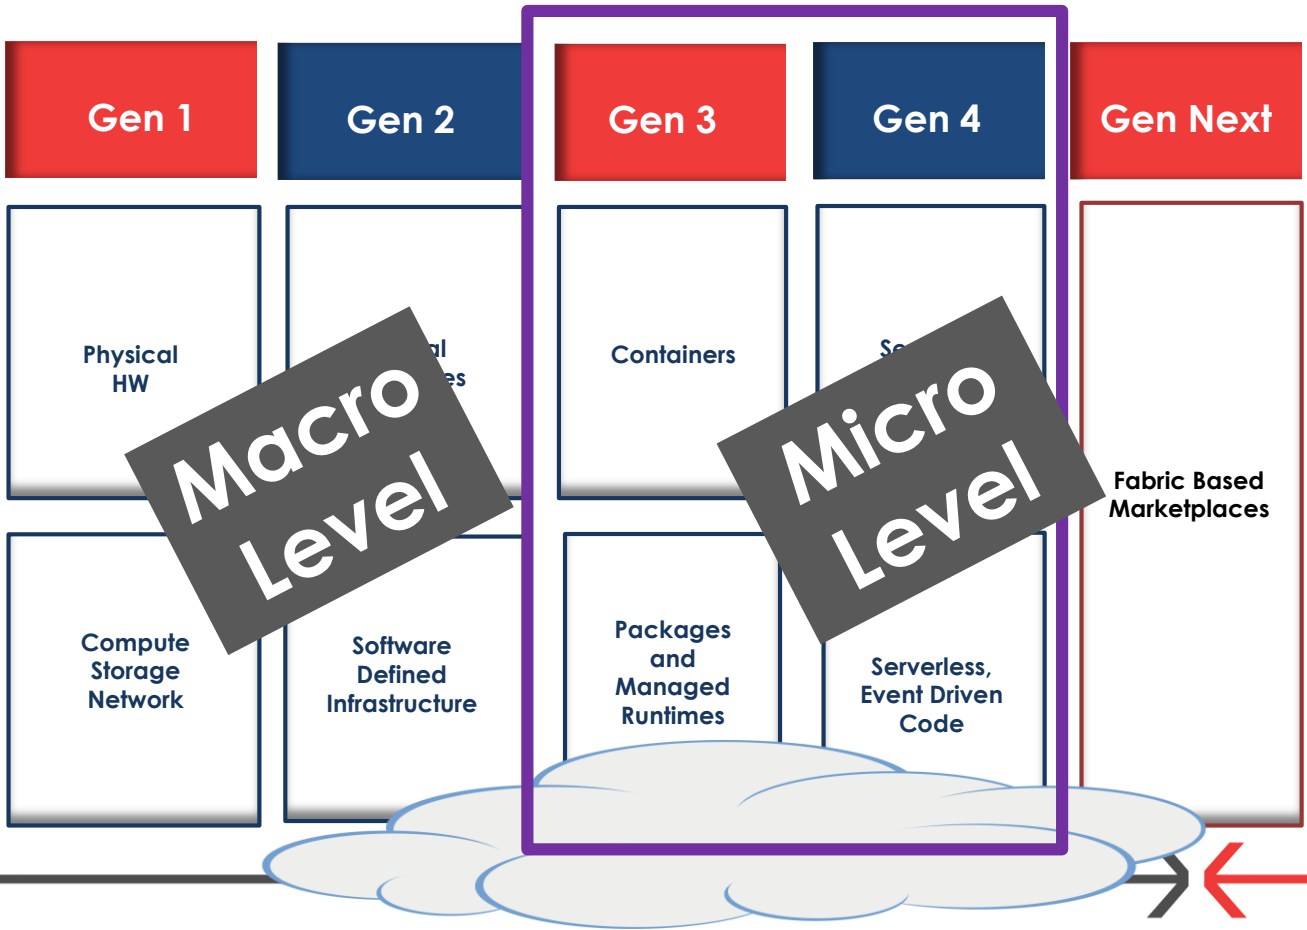 Gen 1
Gen 2
Gen 3
Gen 4
Gen Next
Physical
HW
Containers
Macro
Level
Micro
Level
Fabric Based
Marketplaces
Compute
Storage
Network
Software
Defined
Infrastructure
Packages
and
Managed
Runtimes
Serverless,
Event Driven
Code